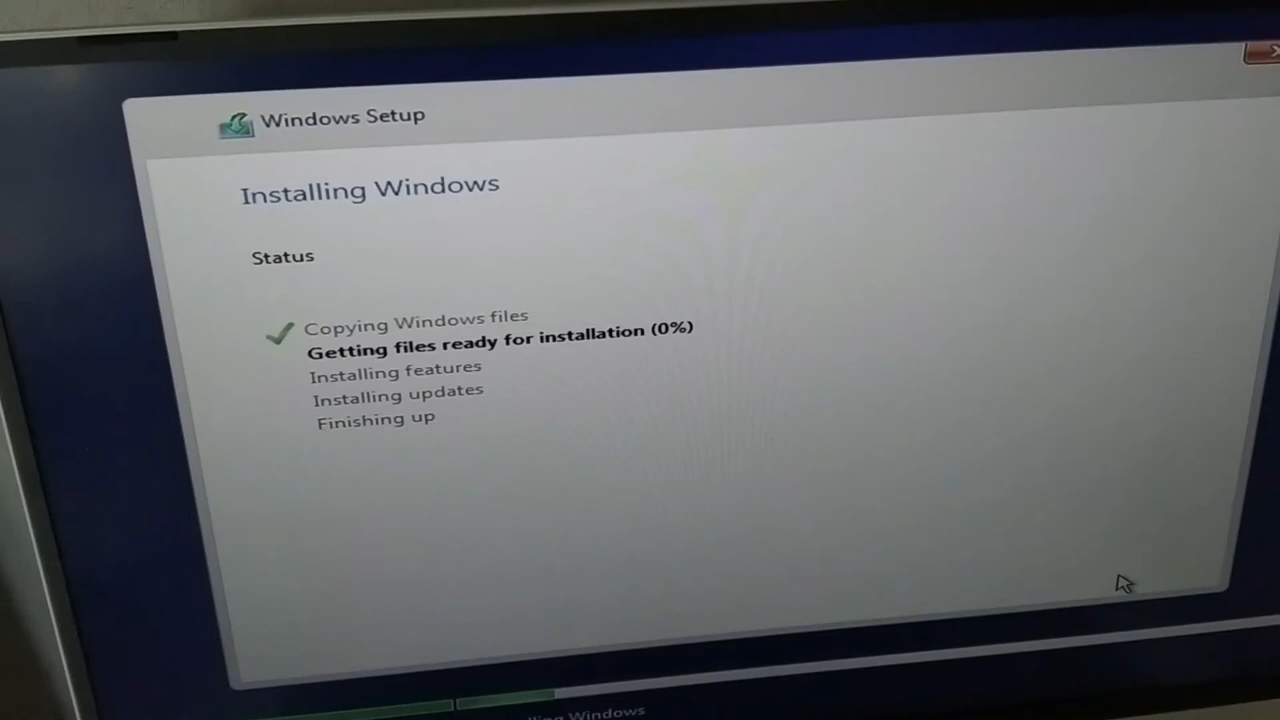 Windows Setup
Installing Windows
Status
Copying Windows files
Getting files ready for installation (0%)
Installing features
Installing updates
Finishing up
Windows